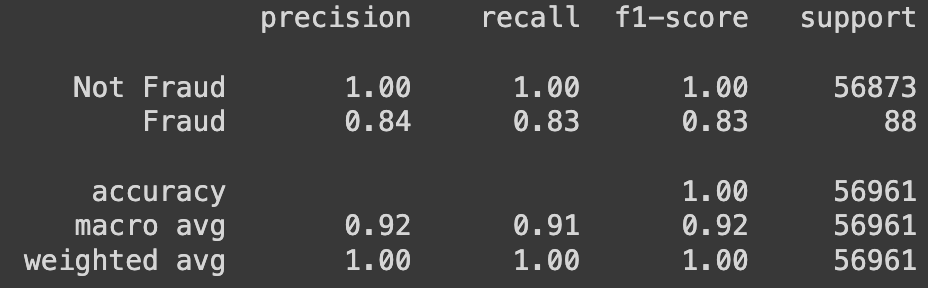 precision recall f1-score support
Not Fraud 1.00 1.00 1.00 56873
Fraud 0.84 0.83 0.83 88
accuracy 1.00 56961
macro avg 0.92 0.91 0.92 56961
weighted avg 1.00 1.00 1.00 56961